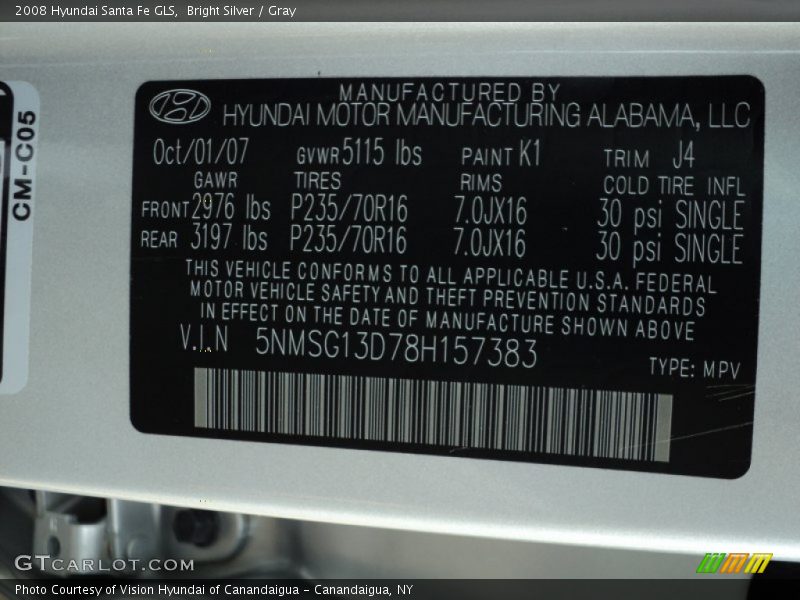 2008 Hyundai Santa Fe GLS,  Bright Silver / Gray
CM-C05
MANUFACTURED BY
HYUNDAI MOTOR MANUFACTURING ALABAMA, LLC
Oct/01/07 GVWR 5115 lbs PAINT K1 TRIM J4
GAWR TIRES RIMS COLD TIRE INFL
FRONT 2976 lbs P235/70R16 7.0JX16 30 psi SINGLE
REAR 3197 lbs P235/70R16 7.0JX16 30 psi SINGLE
THIS VEHICLE CONFORMS TO ALL APPLICABLE U.S.A. FEDERAL
MOTOR VEHICLE SAFETY AND THEFT PREVENTION STANDARDS
IN EFFECT ON THE DATE OF MANUFACTURE SHOWN ABOVE
V.I.N 5NMSG13D78H157383
TYPE: MPV
GTCARLOT.COM
Photo Courtesy of Vision Hyundai of Canandaigua - Canandaigua, NY